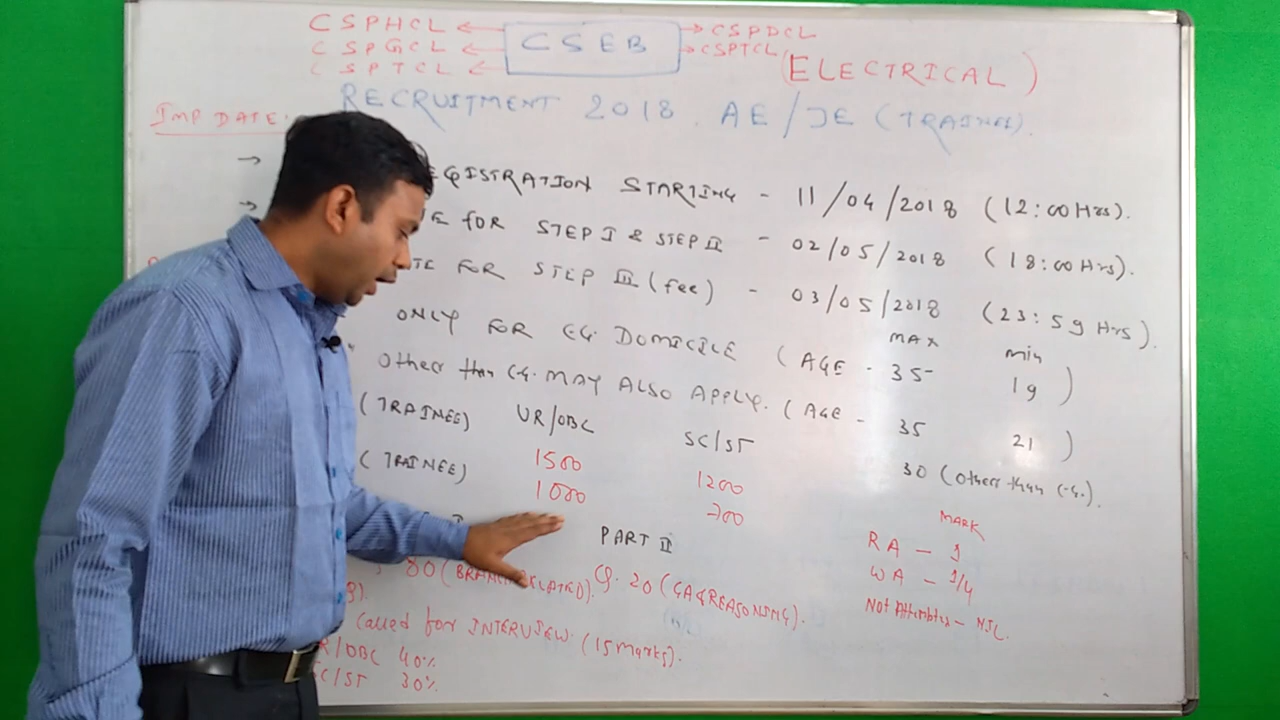 CSPHCL ← CSEB → CSPDCL
CSPGCL ← → CSPTCL
CSPTCL ← (ELECTRICAL)
RECRUITMENT 2018. AE/JE (TRAINEE).
IMP DATE:
→ EGISTRATION STARTING - 11/04/2018 (12:00 Hrs).
→ FOR STEP I & STEP II - 02/05/2018 (18:00 Hrs).
TE FOR STEP III (fee) - 03/05/2018 (23:59 Hrs).
MAX min
ONLY FOR CG. DOMICILE (AGE - 35 19)
Other than C.G. MAY ALSO APPLY. (AGE - 35 21)
30 (Other than C.G.).
(TRAINEE) UR/OBC SC/ST
1500 1200
(TRAINEE) 1000 700
PART II
MARK
RA - 1
WA - 1/4
Not Attempted - NIL.
80 (BRANCH RELATED). Q. 20 (GA & REASONING).
Called for INTERVIEW. (15 Marks).
R/OBC 40%
SC/ST 30%